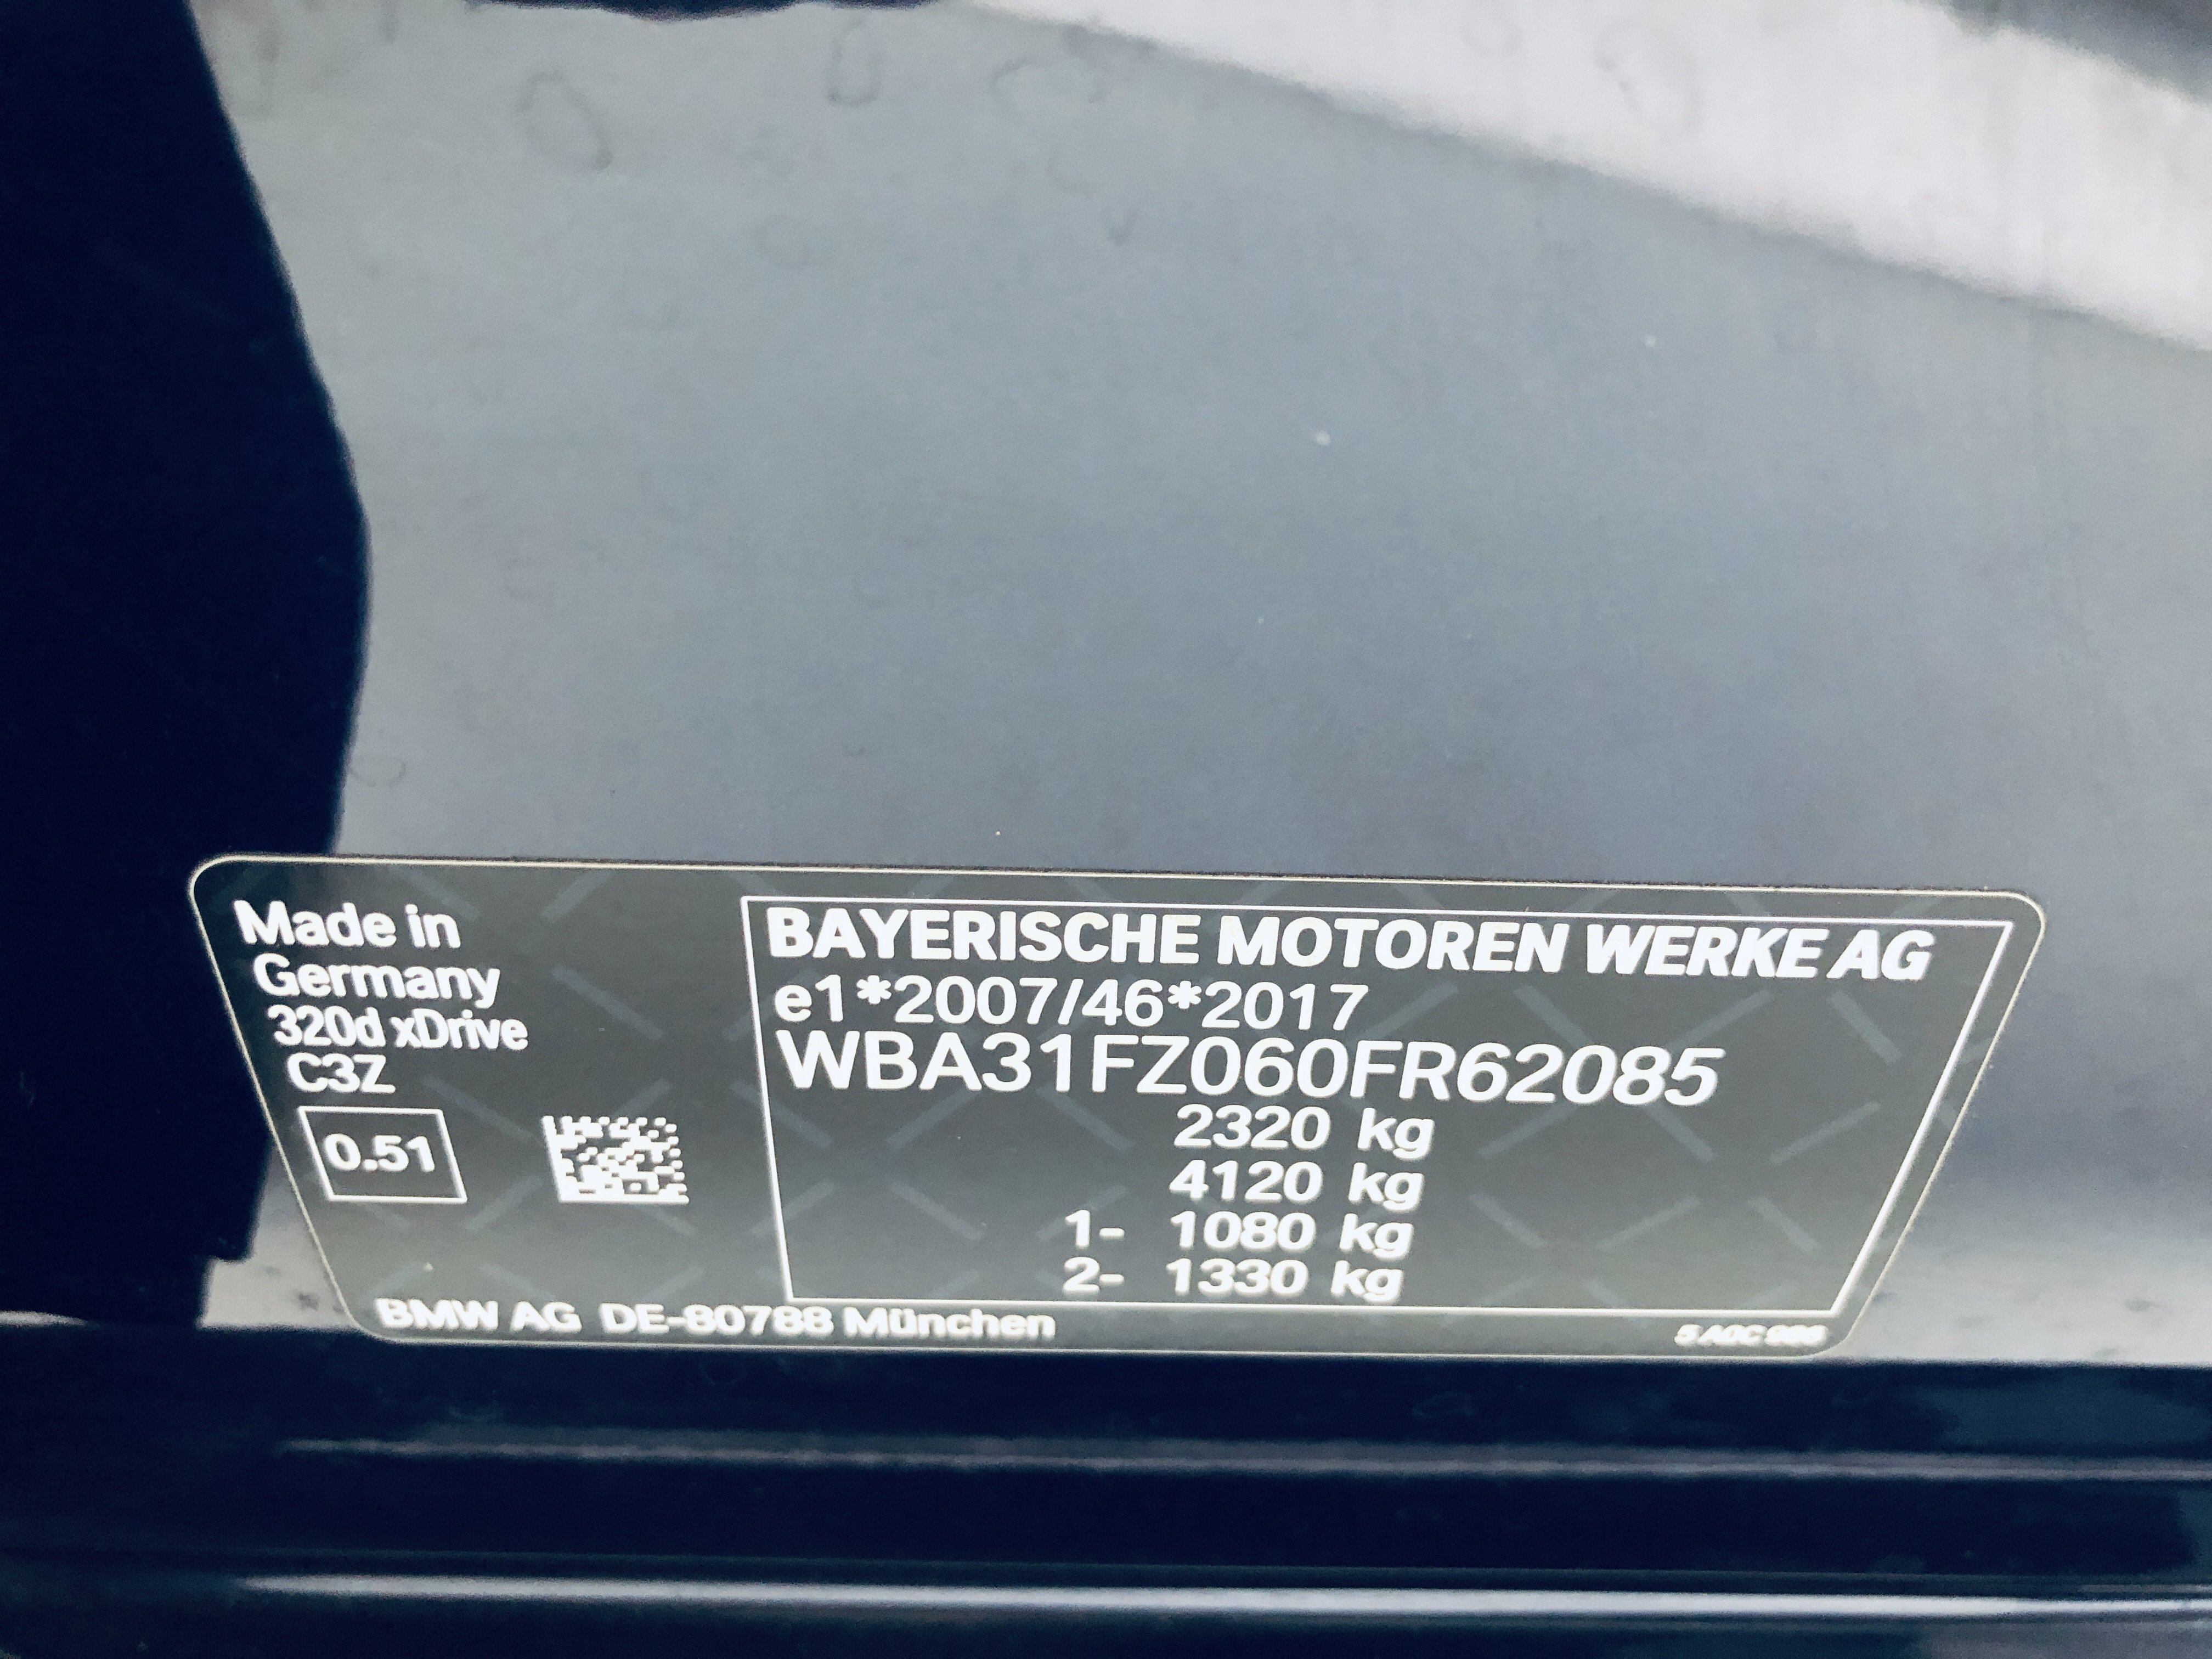 Made in
Germany
320d xDrive
C3Z
0.51
BAYERISCHE MOTOREN WERKE AG
e1*2007/46*2017
WBA31FZ060FR62085
2320 kg
4120 kg
1- 1080 kg
2- 1330 kg
BMW AG DE-80788 München